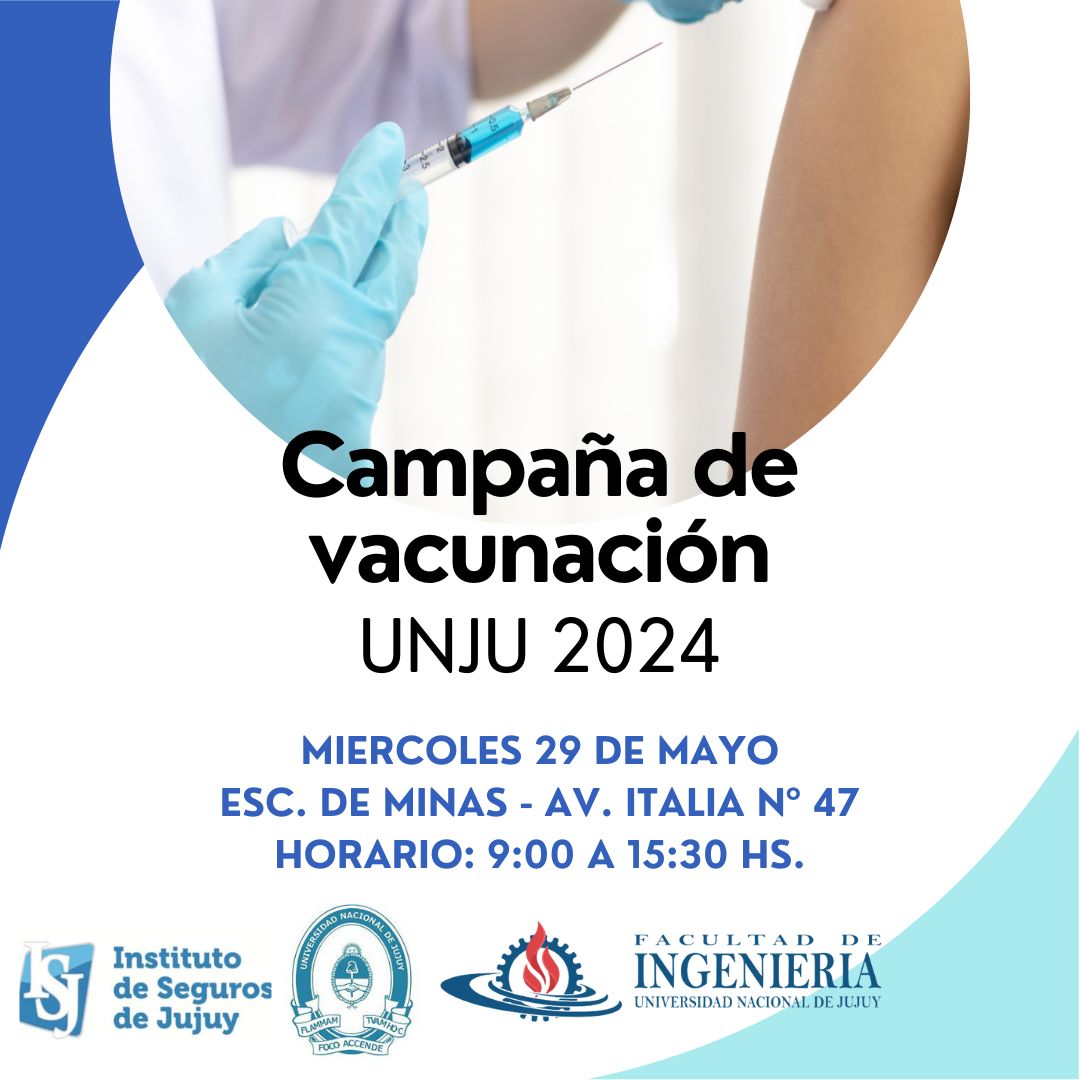 Campaña de
vacunación
UNJU 2024
MIERCOLES 29 DE MAYO
ESC. DE MINAS - AV. ITALIA N° 47
HORARIO: 9:00 A 15:30 HS.
ISJ
Instituto
de Seguros
de Jujuy
UNIVERSIDAD NACIONAL DE JUJUY
FLAMMAM TVAM HOC
FOCO ACCENDE
FACULTAD DE
INGENIERIA
UNIVERSIDAD NACIONAL DE JUJUY